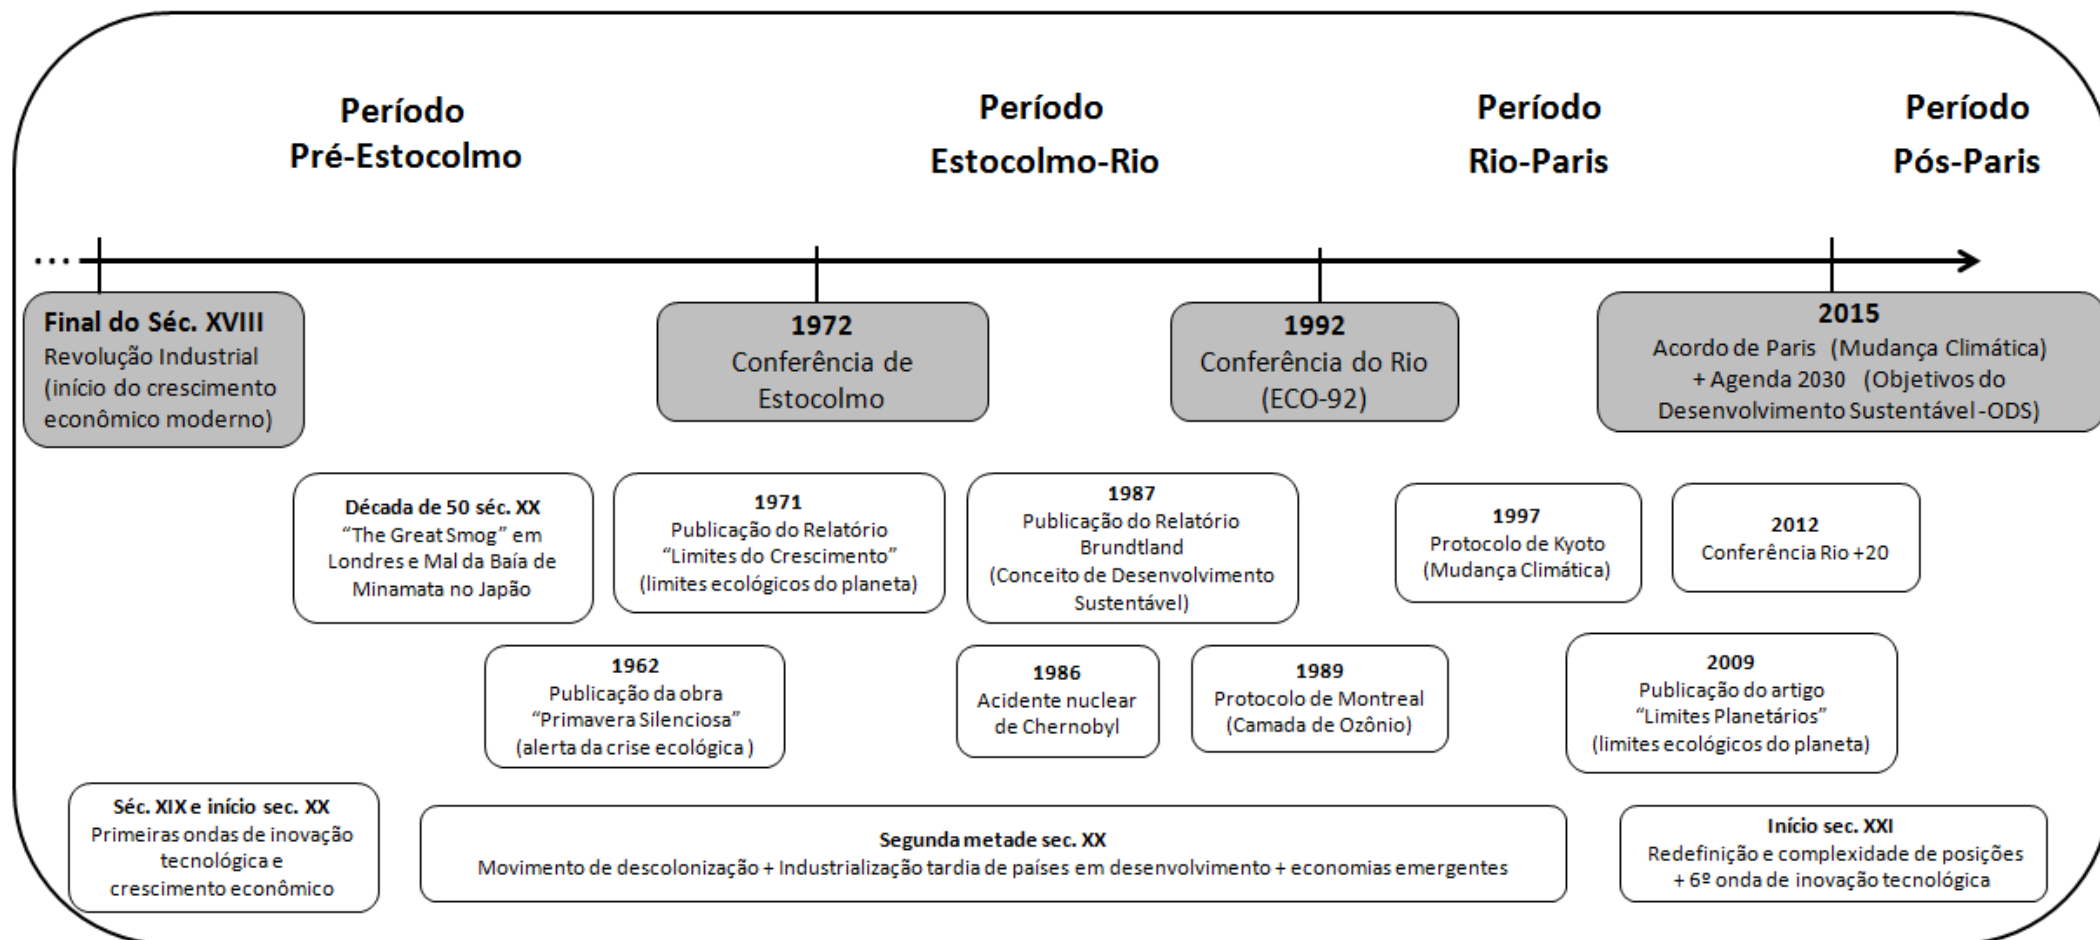 Período
Pré-Estocolmo
Período
Estocolmo-Rio
Período
Rio-Paris
Período
Pós-Paris
Final do Séc. XVIII
Revolução Industrial
(início do crescimento
econômico moderno)
1972
Conferência de
Estocolmo
1992
Conferência do Rio
(ECO-92)
2015
Acordo de Paris (Mudança Climática)
+ Agenda 2030 (Objetivos do
Desenvolvimento Sustentável -ODS)
Década de 50 séc. XX
“The Great Smog” em
Londres e Mal da Baía de
Minamata no Japão
1971
Publicação do Relatório
“Limites do Crescimento”
(limites ecológicos do planeta)
1987
Publicação do Relatório
Brundtland
(Conceito de Desenvolvimento
Sustentável)
1997
Protocolo de Kyoto
(Mudança Climática)
2012
Conferência Rio +20
1962
Publicação da obra
“Primavera Silenciosa”
(alerta da crise ecológica )
1986
Acidente nuclear
de Chernobyl
1989
Protocolo de Montreal
(Camada de Ozônio)
2009
Publicação do artigo
“Limites Planetários”
(limites ecológicos do planeta)
Séc. XIX e início sec. XX
Primeiras ondas de inovação
tecnológica e
crescimento econômico
Segunda metade sec. XX
Movimento de descolonização + Industrialização tardia de países em desenvolvimento + economias emergentes
Início sec. XXI
Redefinição e complexidade de posições
+ 6º onda de inovação tecnológica